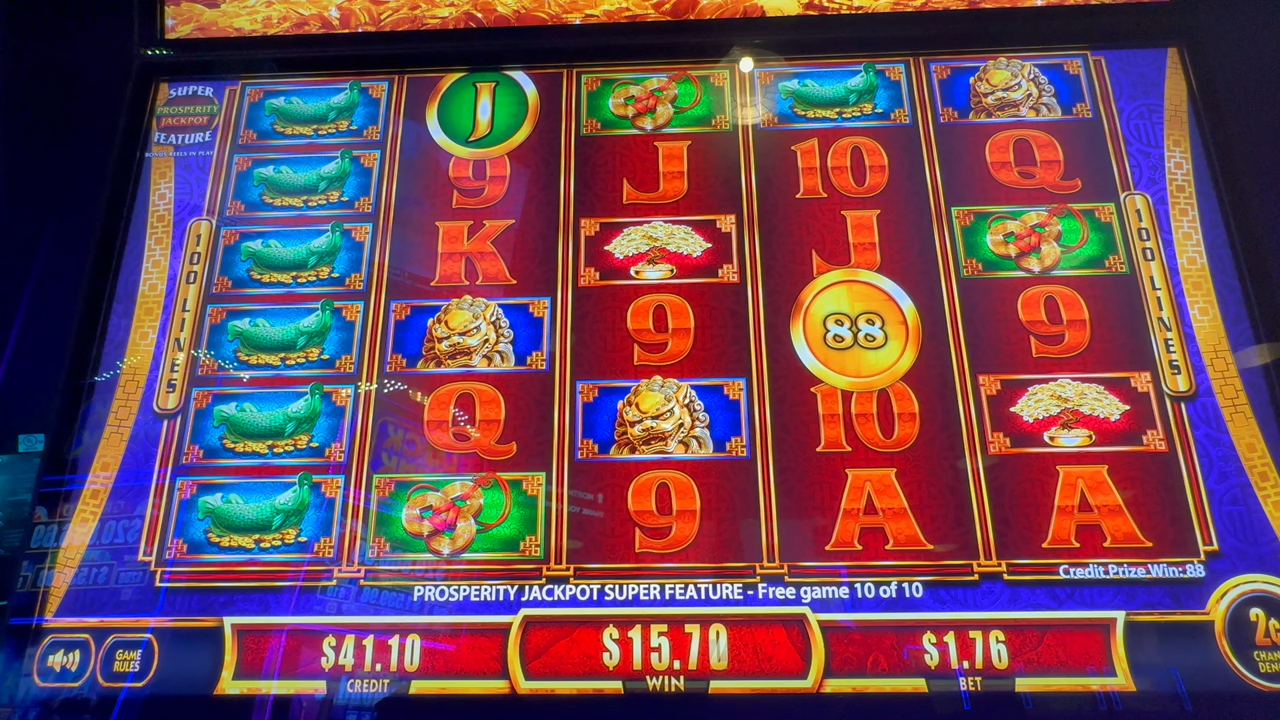 SUPER
PROSPERITY
JACKPOT
FEATURE
BONUS REELS IN PLAY
100 LINES
100 LINES
J
9
J
10
Q
K
J
9
88
9
Q
10
9
A
A
Credit Prize Win: 88
PROSPERITY JACKPOT SUPER FEATURE - Free game 10 of 10
GAME
RULES
$41.10
CREDIT
$15.70
WIN
$1.76
BET
2¢